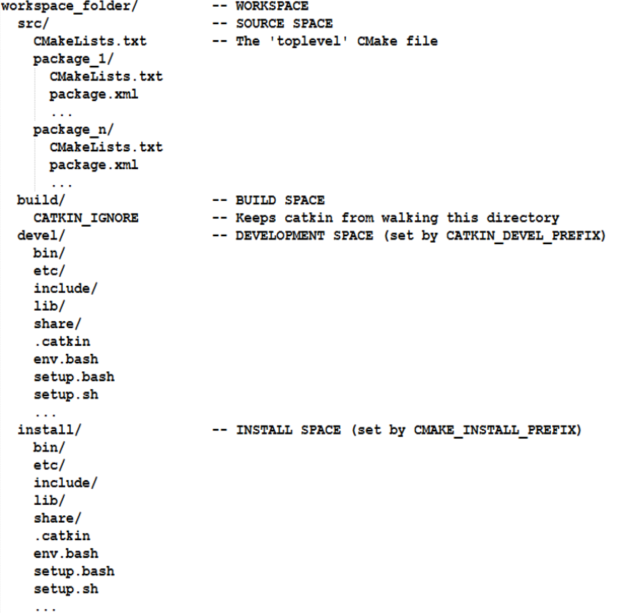 workspace_folder/         -- WORKSPACE
  src/                    -- SOURCE SPACE
    CMakeLists.txt        -- The 'toplevel' CMake file
    package_1/
      CMakeLists.txt
      package.xml
      ...
    package_n/
      CMakeLists.txt
      package.xml
      ...
  build/                  -- BUILD SPACE
    CATKIN_IGNORE         -- Keeps catkin from walking this directory
  devel/                  -- DEVELOPMENT SPACE (set by CATKIN_DEVEL_PREFIX)
    bin/
    etc/
    include/
    lib/
    share/
    .catkin
    env.bash
    setup.bash
    setup.sh
    ...
  install/                -- INSTALL SPACE (set by CMAKE_INSTALL_PREFIX)
    bin/
    etc/
    include/
    lib/
    share/
    .catkin
    env.bash
    setup.bash
    setup.sh
    ...